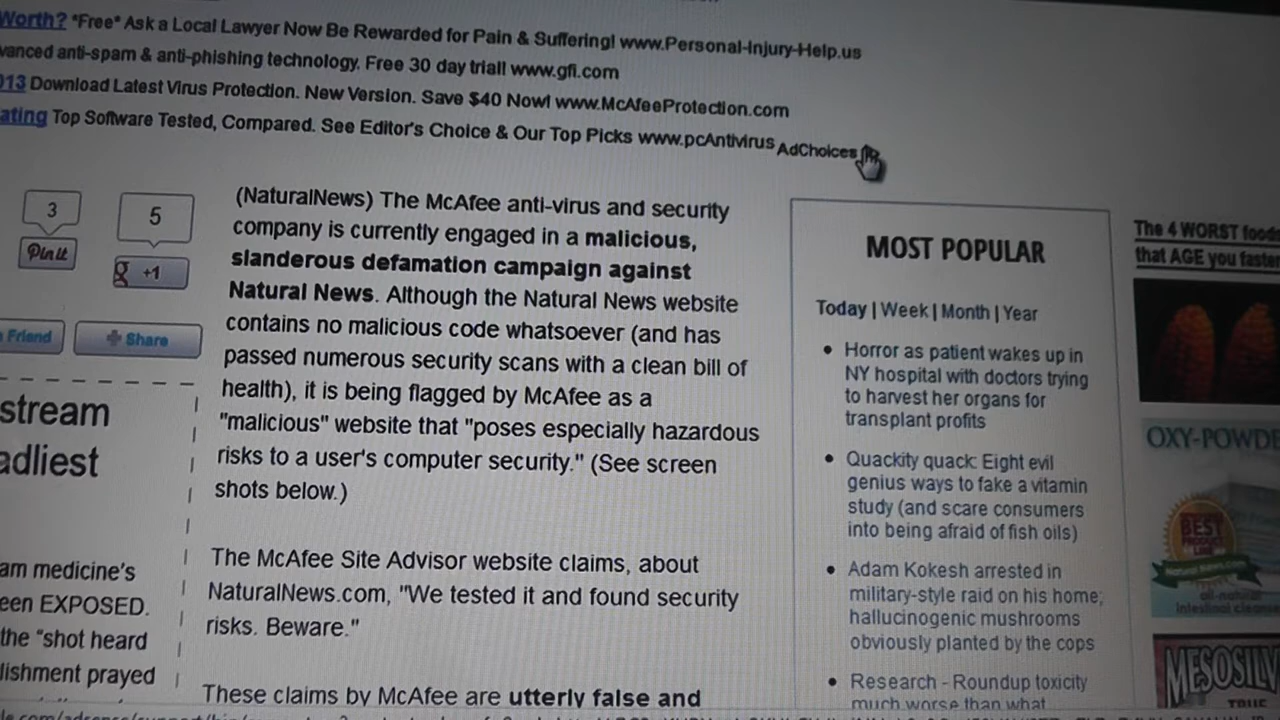 Worth? *Free* Ask a Local Lawyer Now Be Rewarded for Pain & Suffering! www.Personal-Injury-Help.us
anti-spam & anti-phishing technology. Free 30 day trial! www.gfi.com
013 Download Latest Virus Protection. New Version. Save $40 Now! www.McAfeeProtection.com
ating Top Software Tested, Compared. See Editor's Choice & Our Top Picks www.pcAntivirus
AdChoices
3
Pin it
5
g +1
Friend
Share
stream
adliest
am medicine's
een EXPOSED.
the "shot heard
lishment prayed
(NaturalNews) The McAfee anti-virus and security
company is currently engaged in a malicious,
slanderous defamation campaign against
Natural News. Although the Natural News website
contains no malicious code whatsoever (and has
passed numerous security scans with a clean bill of
health), it is being flagged by McAfee as a
"malicious" website that "poses especially hazardous
risks to a user's computer security." (See screen
shots below.)
The McAfee Site Advisor website claims, about
NaturalNews.com, "We tested it and found security
risks. Beware."
These claims by McAfee are utterly false and
MOST POPULAR
Today | Week | Month | Year
• Horror as patient wakes up in
NY hospital with doctors trying
to harvest her organs for
transplant profits
• Quackity quack: Eight evil
genius ways to fake a vitamin
study (and scare consumers
into being afraid of fish oils)
• Adam Kokesh arrested in
military-style raid on his home;
hallucinogenic mushrooms
obviously planted by the cops
• Research - Roundup toxicity
much worse than what
The 4 WORST foods
that AGE you faster
OXY-POWDE
BEST
all-natural
intestinal
MESOSILV